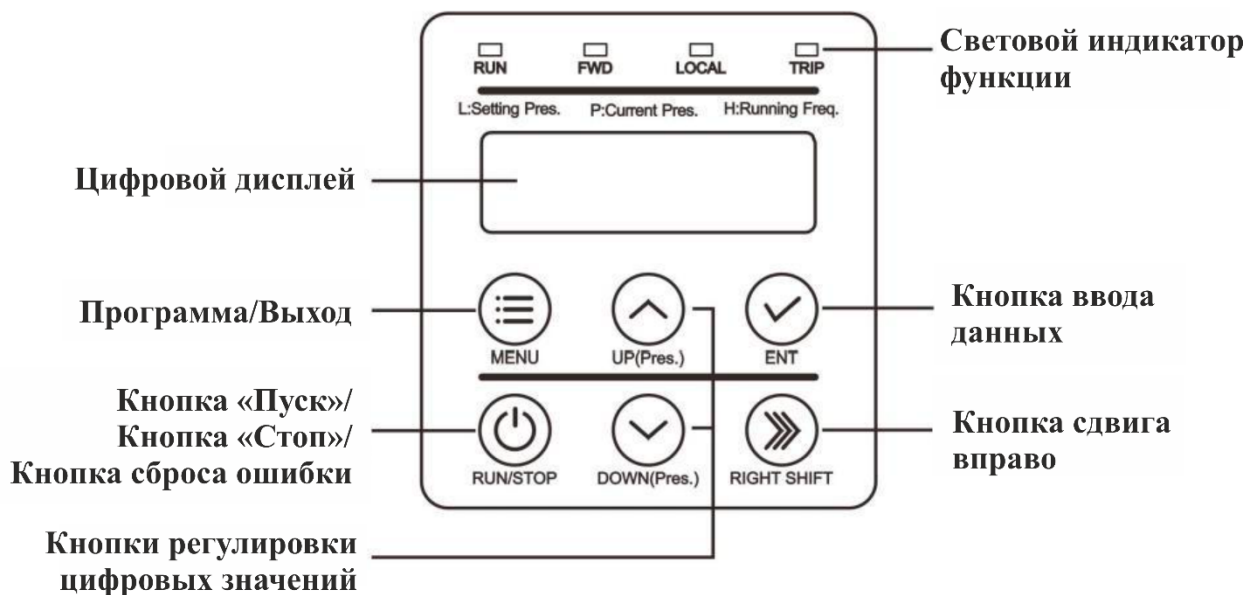 Световой индикатор
функции
RUN FWD LOCAL TRIP
L:Setting Pres. P:Current Pres. H:Running Freq.
Цифровой дисплей
Программа/Выход
MENU UP(Pres.) ENT
Кнопка ввода
данных
Кнопка «Пуск»/
Кнопка «Стоп»/
Кнопка сброса ошибки
RUN/STOP DOWN(Pres.) RIGHT SHIFT
Кнопка сдвига
вправо
Кнопки регулировки
цифровых значений